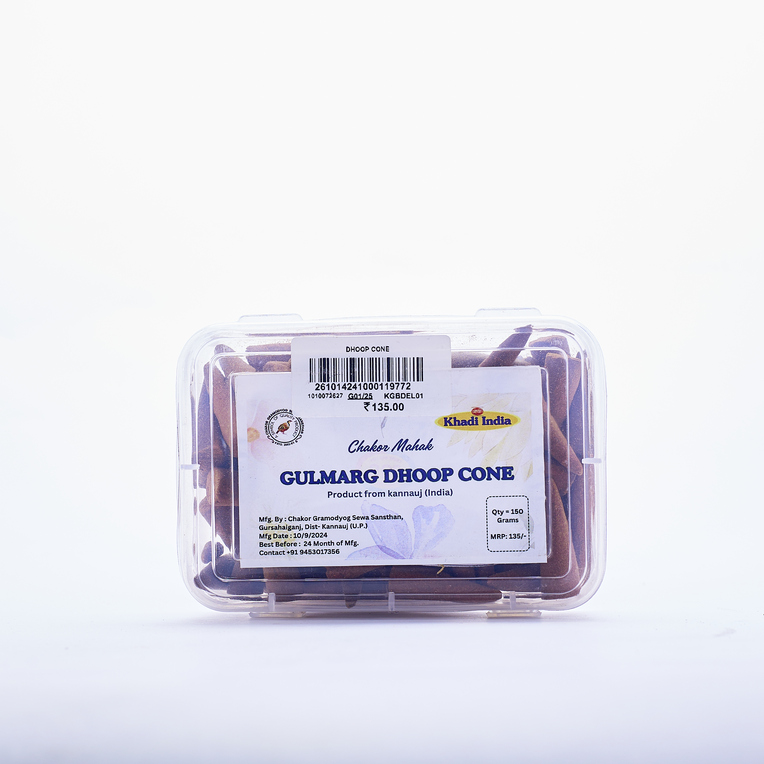 DHOOP CONE
261014241000119772
1010072627 G01/25 KGBDEL01
₹135.00
Khadi India
Chakor Mahak
GULMARG DHOOP CONE
Product from kannauj (India)
Mfg. By : Chakor Gramodyog Sewa Sansthan,
Gursahaiganj, Dist- Kannauj (U.P.)
Mfg Date : 10/9/2024
Best Before : 24 Month of Mfg.
Contact +91 9453017356
Qty = 150
Grams
MRP: 135/-